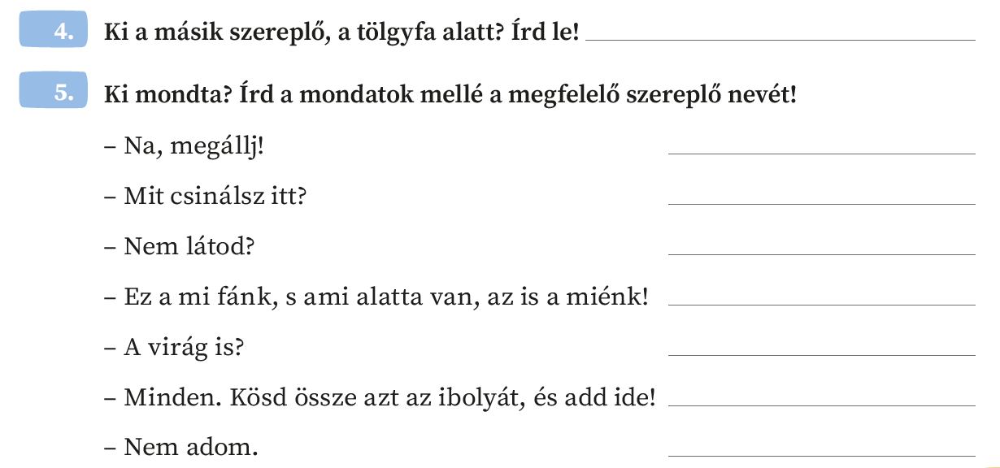 4. Ki a másik szereplő, a tölgyfa alatt? Írd le!
5. Ki mondta? Írd a mondatok mellé a megfelelő szereplő nevét!
– Na, megállj!
– Mit csinálsz itt?
– Nem látod?
– Ez a mi fánk, s ami alatta van, az is a miénk!
– A virág is?
– Minden. Kösd össze azt az ibolyát, és add ide!
– Nem adom.